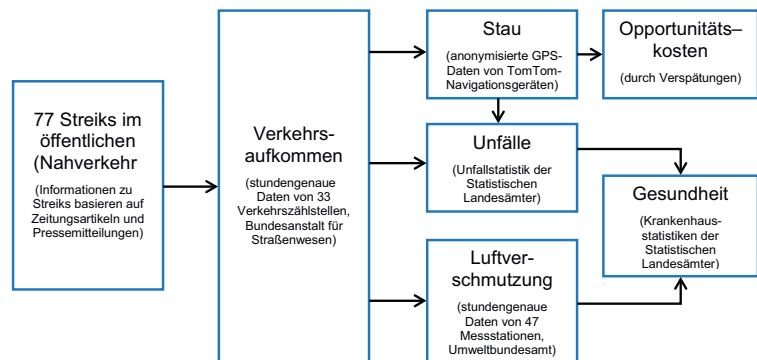 77 Streiks im
öffentlichen
(Nahverkehr
(Informationen zu
Streiks basieren auf
Zeitungsartikeln und
Pressemitteilungen)
Verkehrs-
aufkommen
(stundengenaue
Daten von 33
Verkehrszählstellen,
Bundesanstalt für
Straßenwesen)
Stau
(anonymisierte GPS-
Daten von TomTom-
Navigationsgeräten)
Opportunitäts–
kosten
(durch Verspätungen)
Unfälle
(Unfallstatistik der
Statistischen
Landesämter)
Gesundheit
(Krankenhaus-
statistiken der
Statistischen
Landesämter)
Luftver-
schmutzung
(stundengenaue
Daten von 47
Messstationen,
Umweltbundesamt)